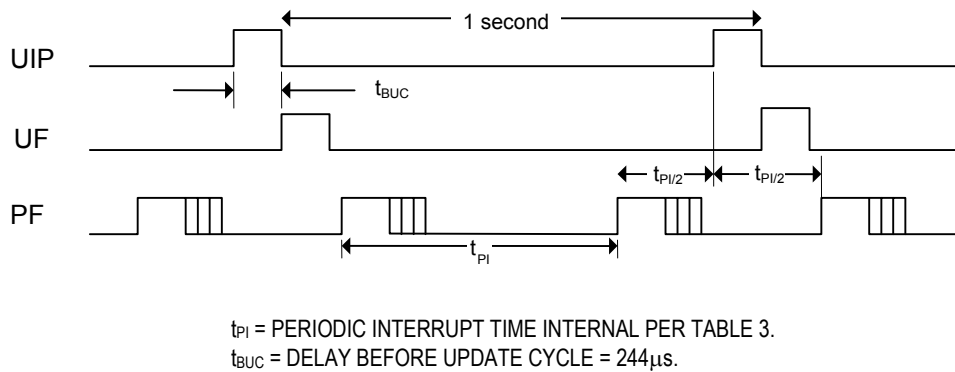 1 second
UIP
tBUC
UF
tPI/2 tPI/2
PF
tPI
tPI = PERIODIC INTERRUPT TIME INTERNAL PER TABLE 3.
tBUC = DELAY BEFORE UPDATE CYCLE = 244µs.